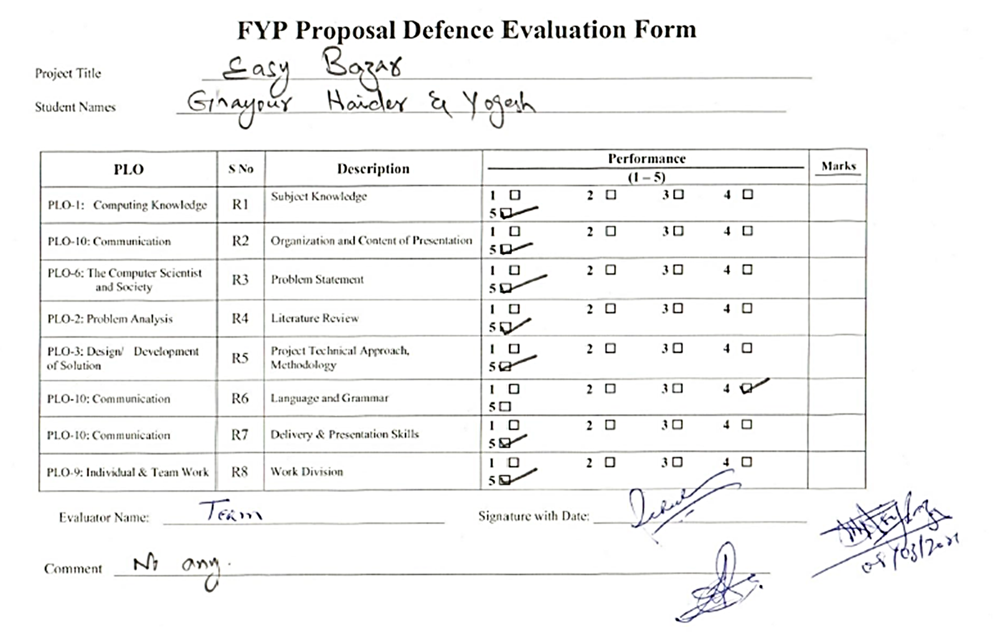 FYP Proposal Defence Evaluation Form
Project Title Easy Bazar
Student Names Ghayour Haider & Yogesh
PLO S No Description Performance (1 – 5) Marks
PLO-1: Computing Knowledge R1 Subject Knowledge 1 ☐ 2 ☐ 3 ☐ 4 ☐
5 ☑
PLO-10: Communication R2 Organization and Content of Presentation 1 ☐ 2 ☐ 3 ☐ 4 ☐
5 ☑
PLO-6: The Computer Scientist and Society R3 Problem Statement 1 ☐ 2 ☐ 3 ☐ 4 ☐
5 ☑
PLO-2: Problem Analysis R4 Literature Review 1 ☐ 2 ☐ 3 ☐ 4 ☐
5 ☑
PLO-3: Design/ Development of Solution R5 Project Technical Approach, Methodology 1 ☐ 2 ☐ 3 ☐ 4 ☐
5 ☑
PLO-10: Communication R6 Language and Grammar 1 ☐ 2 ☐ 3 ☐ 4 ☑
5 ☐
PLO-10: Communication R7 Delivery & Presentation Skills 1 ☐ 2 ☐ 3 ☐ 4 ☐
5 ☑
PLO-9: Individual & Team Work R8 Work Division 1 ☐ 2 ☐ 3 ☐ 4 ☐
5 ☑
Evaluator Name: Team Signature with Date:
08/03/2021
Comment No any.